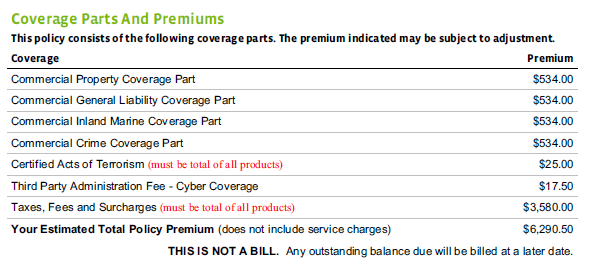 Coverage Parts And Premiums
This policy consists of the following coverage parts. The premium indicated may be subject to adjustment.
Coverage Premium
Commercial Property Coverage Part $534.00
Commercial General Liability Coverage Part $534.00
Commercial Inland Marine Coverage Part $534.00
Commercial Crime Coverage Part $534.00
Certified Acts of Terrorism (must be total of all products) $25.00
Third Party Administration Fee - Cyber Coverage $17.50
Taxes, Fees and Surcharges (must be total of all products) $3,580.00
Your Estimated Total Policy Premium (does not include service charges) $6,290.50
THIS IS NOT A BILL. Any outstanding balance due will be billed at a later date.